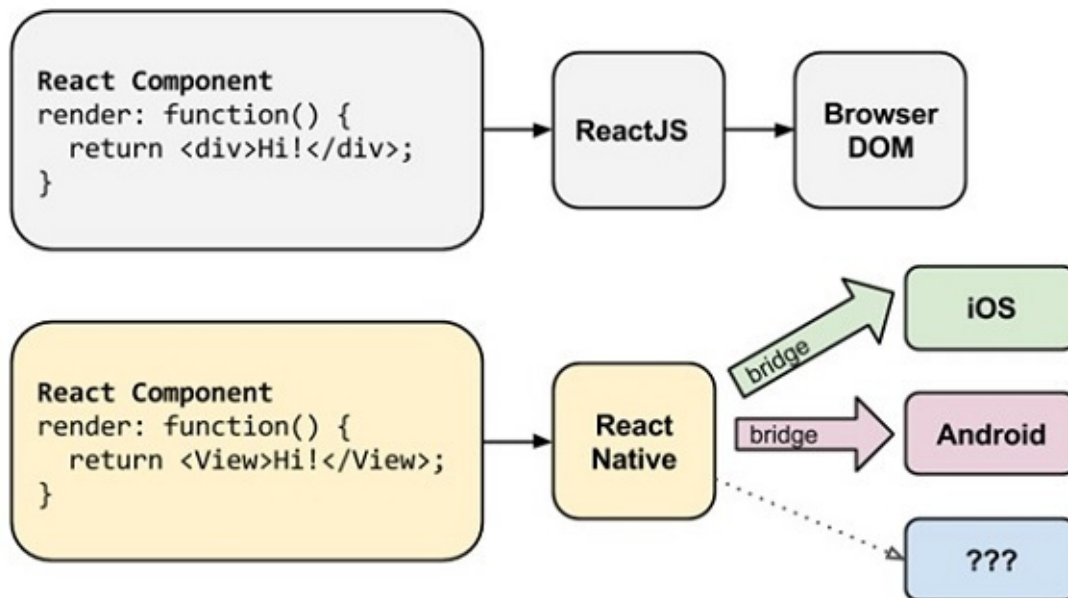 React Component
render: function() {
  return <div>Hi!</div>;
}
ReactJS
Browser
DOM
React Component
render: function() {
  return <View>Hi!</View>;
}
React
Native
bridge
iOS
bridge
Android
???